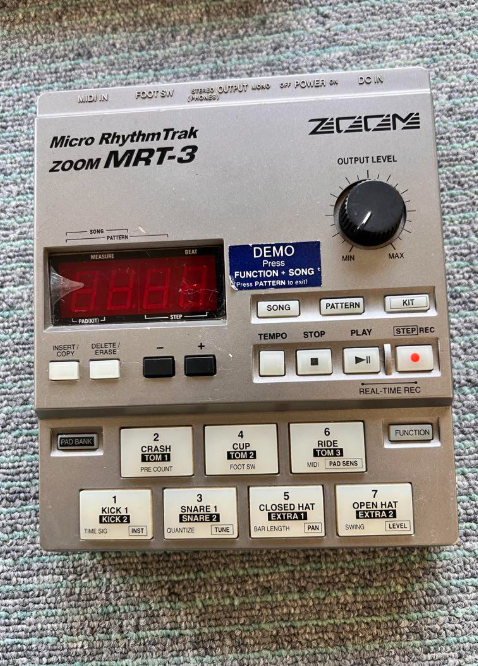 MIDI IN FOOT SW STEREO (PHONES) OUTPUT MONO OFF POWER ON DC IN
Micro RhythmTrak
ZOOM MRT-3
ZOOM
OUTPUT LEVEL
MIN MAX
SONG
PATTERN
MEASURE BEAT
PAD(KIT) STEP
DEMO
Press
FUNCTION + SONG
(Press PATTERN to exit)
SONG PATTERN KIT
INSERT/
COPY
DELETE/
ERASE
- +
TEMPO STOP PLAY STEP REC
REAL-TIME REC
PAD BANK
FUNCTION
2
CRASH
TOM 1
PRE COUNT
4
CUP
TOM 2
FOOT SW
6
RIDE
TOM 3
MIDI PAD SENS
1
KICK 1
KICK 2
TIME SIG INST
3
SNARE 1
SNARE 2
QUANTIZE TUNE
5
CLOSED HAT
EXTRA 1
BAR LENGTH PAN
7
OPEN HAT
EXTRA 2
SWING LEVEL